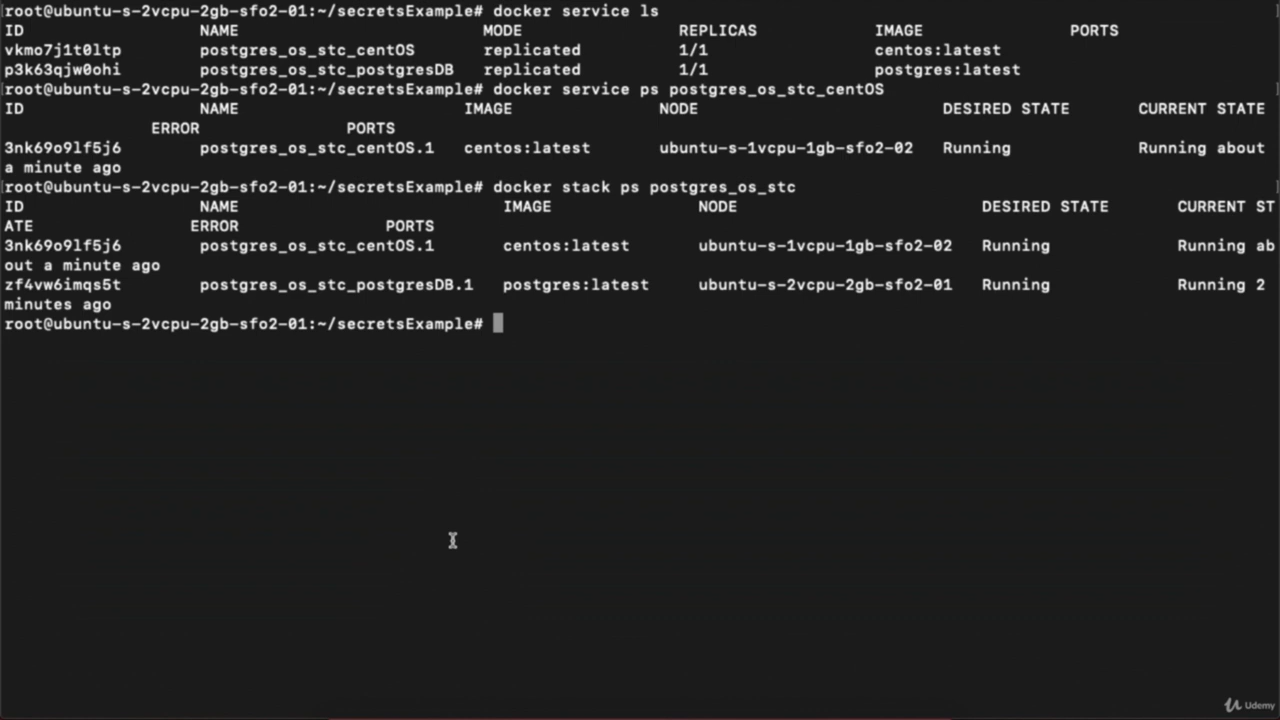 root@ubuntu-s-2vcpu-2gb-sfo2-01:~/secretsExample# docker service ls
ID NAME MODE REPLICAS IMAGE PORTS
vkmo7j1t0ltp postgres_os_stc_centOS replicated 1/1 centos:latest
p3k63qjw0ohi postgres_os_stc_postgresDB replicated 1/1 postgres:latest
root@ubuntu-s-2vcpu-2gb-sfo2-01:~/secretsExample# docker service ps postgres_os_stc_centOS
ID NAME IMAGE NODE DESIRED STATE CURRENT STATE
ERROR PORTS
3nk69o9lf5j6 postgres_os_stc_centOS.1 centos:latest ubuntu-s-1vcpu-1gb-sfo2-02 Running Running about
a minute ago
root@ubuntu-s-2vcpu-2gb-sfo2-01:~/secretsExample# docker stack ps postgres_os_stc
ID NAME IMAGE NODE DESIRED STATE CURRENT ST
ATE ERROR PORTS
3nk69o9lf5j6 postgres_os_stc_centOS.1 centos:latest ubuntu-s-1vcpu-1gb-sfo2-02 Running Running ab
out a minute ago
zf4vw6imqs5t postgres_os_stc_postgresDB.1 postgres:latest ubuntu-s-2vcpu-2gb-sfo2-01 Running Running 2
minutes ago
root@ubuntu-s-2vcpu-2gb-sfo2-01:~/secretsExample#
Udemy